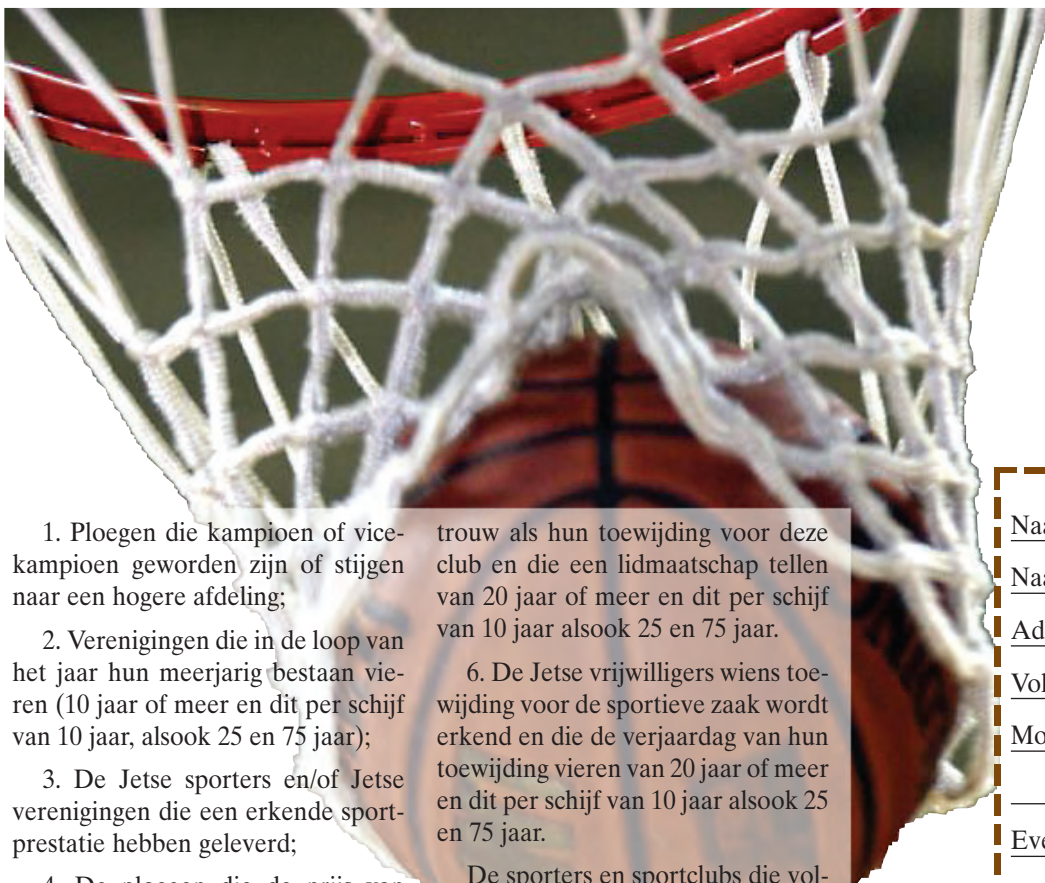 1. Ploegen die kampioen of vice-
kampioen geworden zijn of stijgen
naar een hogere afdeling;
2. Verenigingen die in de loop van
het jaar hun meerjarig bestaan vie-
ren (10 jaar of meer en dit per schijf
van 10 jaar, alsook 25 en 75 jaar);
3. De Jetse sporters en/of Jetse
verenigingen die een erkende sport-
prestatie hebben geleverd;
4. De ploegen die de prijs van
trouw als hun toewijding voor deze
club en die een lidmaatschap tellen
van 20 jaar of meer en dit per schijf
van 10 jaar alsook 25 en 75 jaar.
6. De Jetse vrijwilligers wiens toe-
wijding voor de sportieve zaak wordt
erkend en die de verjaardag van hun
toewijding vieren van 20 jaar of meer
en dit per schijf van 10 jaar alsook 25
en 75 jaar.
De sporters en sportclubs die vol-